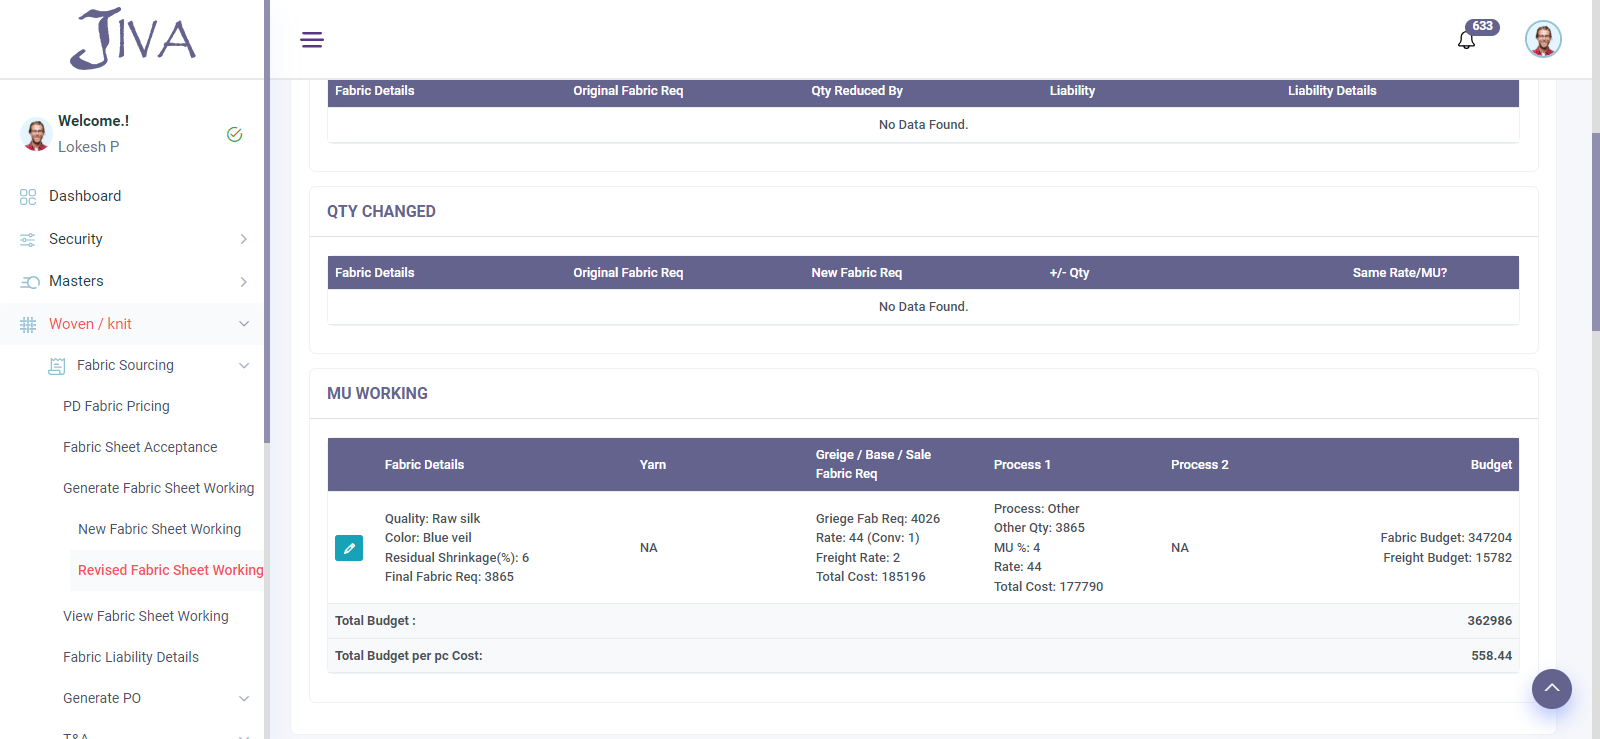 JIVA
633
Welcome.!
Lokesh P
Dashboard
Security
Masters
Woven / knit
Fabric Sourcing
PD Fabric Pricing
Fabric Sheet Acceptance
Generate Fabric Sheet Working
New Fabric Sheet Working
Revised Fabric Sheet Working
View Fabric Sheet Working
Fabric Liability Details
Generate PO
T&A
Fabric Details Original Fabric Req Qty Reduced By Liability Liability Details
No Data Found.
QTY CHANGED
Fabric Details Original Fabric Req New Fabric Req +/- Qty Same Rate/MU?
No Data Found.
MU WORKING
Fabric Details Yarn Greige / Base / Sale Fabric Req Process 1 Process 2 Budget
Quality: Raw silk
Color: Blue veil
Residual Shrinkage(%): 6
Final Fabric Req: 3865
NA
Griege Fab Req: 4026
Rate: 44 (Conv: 1)
Freight Rate: 2
Total Cost: 185196
Process: Other
Other Qty: 3865
MU %: 4
Rate: 44
Total Cost: 177790
NA
Fabric Budget: 347204
Freight Budget: 15782
Total Budget : 362986
Total Budget per pc Cost: 558.44